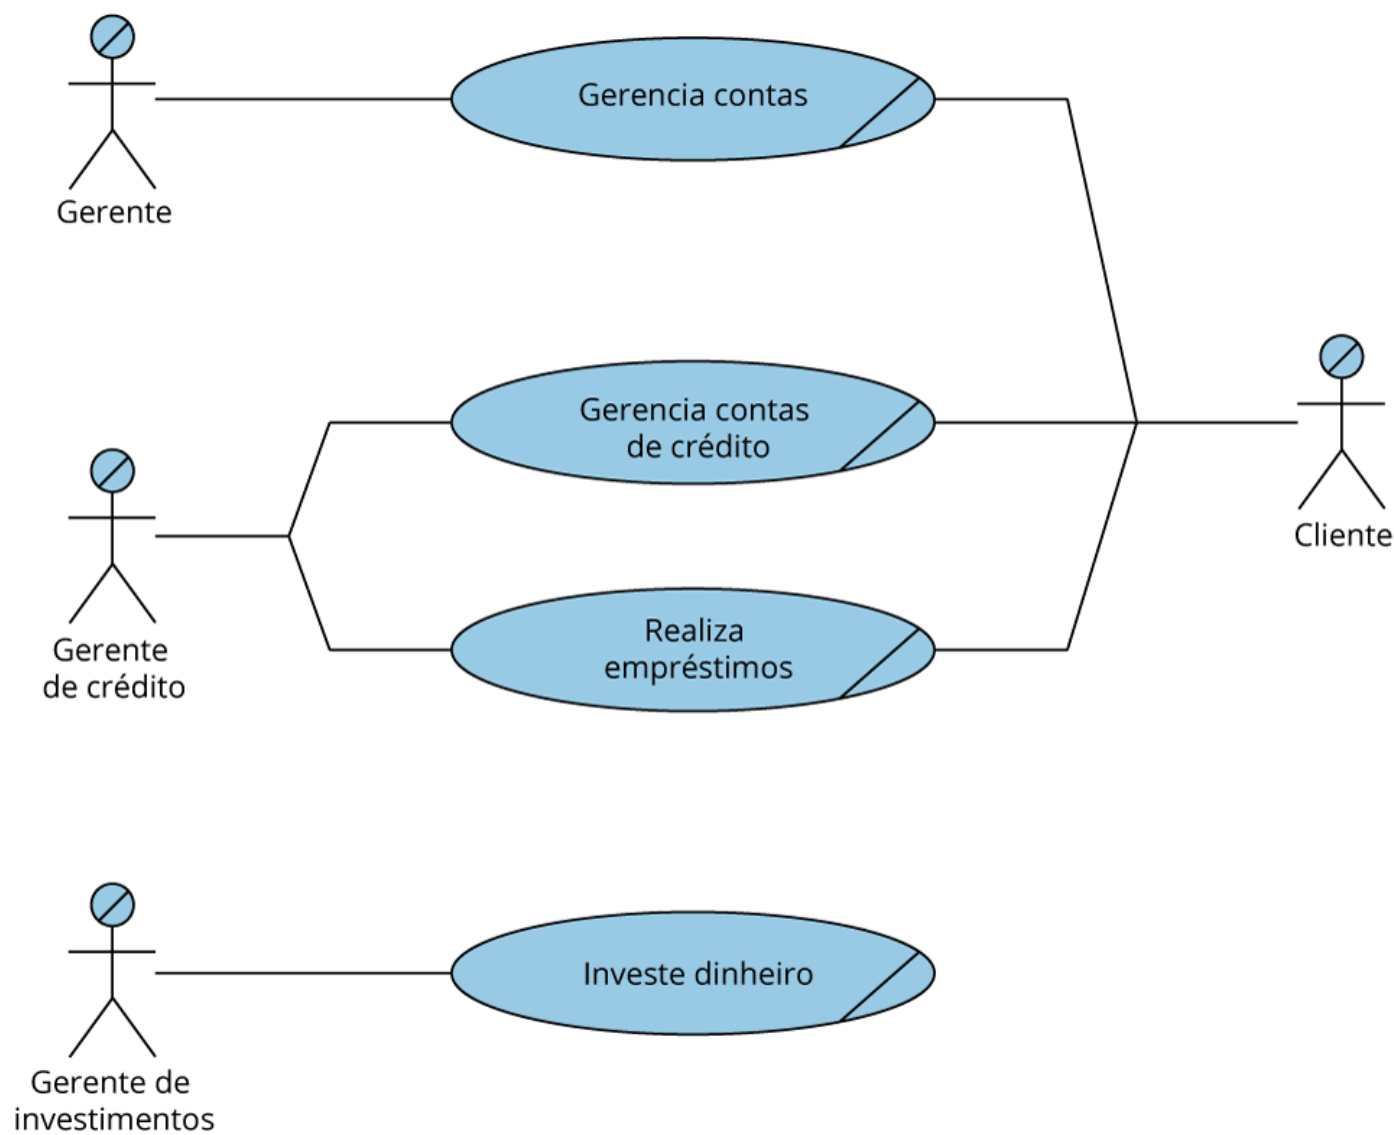 Gerencia contas
Gerente
Gerencia contas
de crédito
Cliente
Realiza
empréstimos
Gerente
de crédito
Investe dinheiro
Gerente de
investimentos